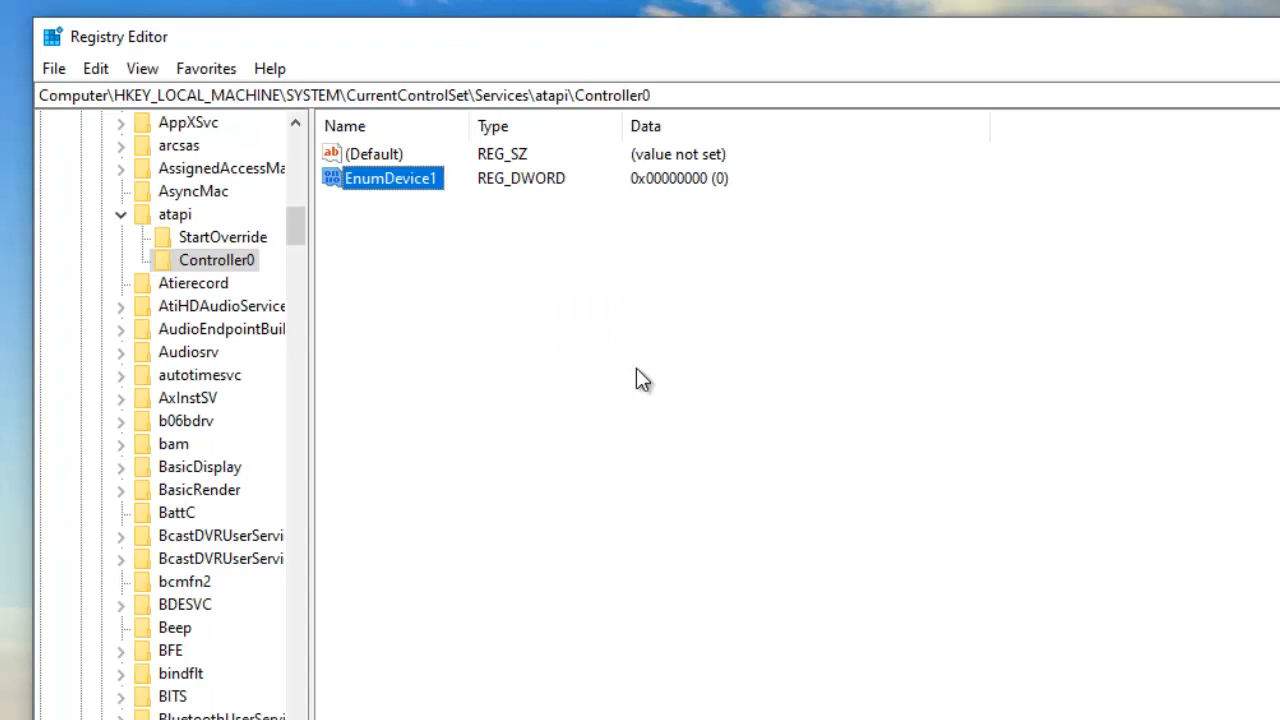 Registry Editor
File Edit View Favorites Help
Computer\HKEY_LOCAL_MACHINE\SYSTEM\CurrentControlSet\Services\atapi\Controller0
Name Type Data
(Default) REG_SZ (value not set)
EnumDevice1 REG_DWORD 0x00000000 (0)
AppXSvc
arcsas
AssignedAccessMa
AsyncMac
atapi
StartOverride
Controller0
Atierecord
AtiHDAudioService
AudioEndpointBuil
Audiosrv
autotimesvc
AxInstSV
b06bdrv
bam
BasicDisplay
BasicRender
BattC
BcastDVRUserServi
BcastDVRUserServi
bcmfn2
BDESVC
Beep
BFE
bindflt
BITS
BluetoothUserServi